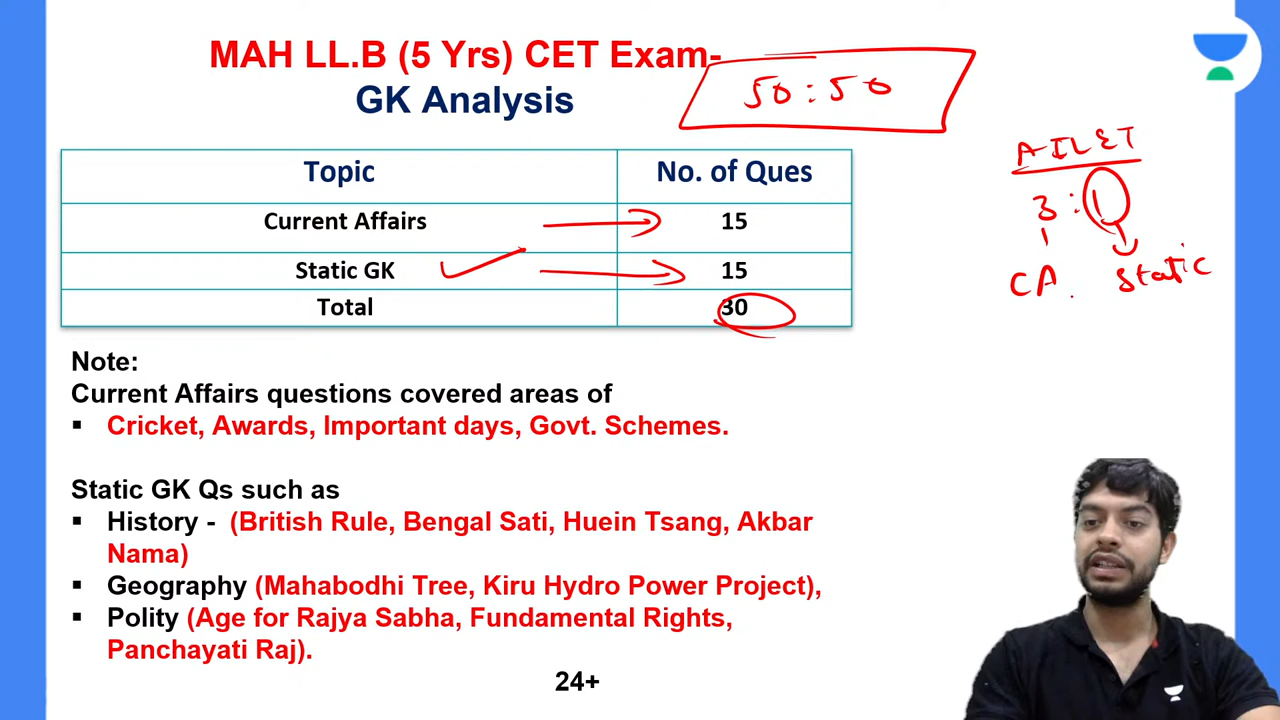 MAH LL.B (5 Yrs) CET Exam-
GK Analysis
50:50
Topic No. of Ques
Current Affairs 15
Static GK 15
Total 30
AILET
3:1
CA. Static
Note:
Current Affairs questions covered areas of
▪ Cricket, Awards, Important days, Govt. Schemes.
Static GK Qs such as
▪ History - (British Rule, Bengal Sati, Huein Tsang, Akbar
Nama)
▪ Geography (Mahabodhi Tree, Kiru Hydro Power Project),
▪ Polity (Age for Rajya Sabha, Fundamental Rights,
Panchayati Raj).
24+